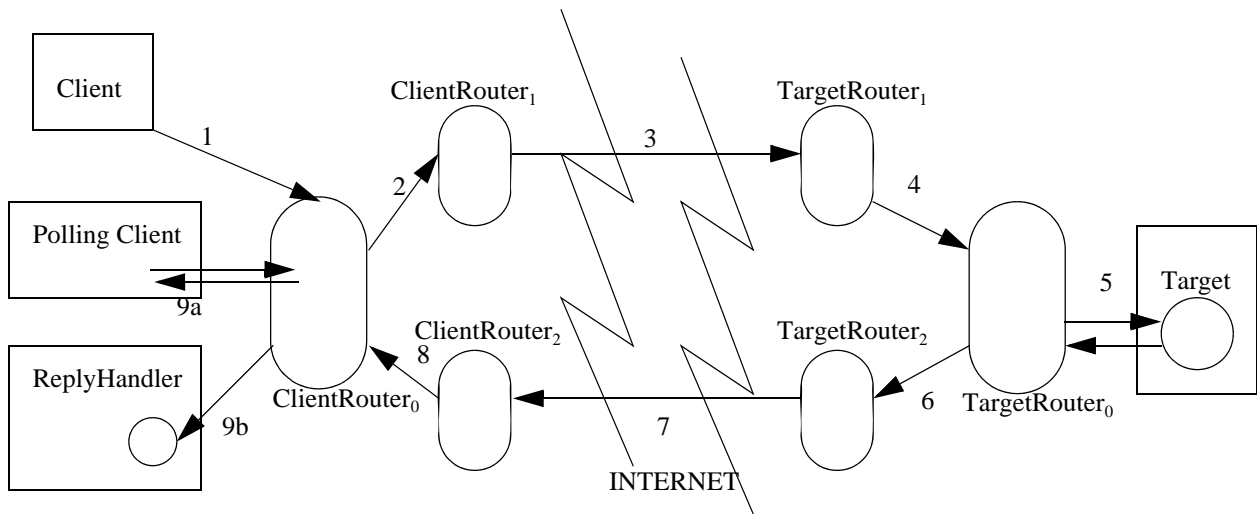 Client
1
ClientRouter₁
TargetRouter₁
3
2
4
Polling Client
9a
5
Target
ClientRouter₂
TargetRouter₂
8
ReplyHandler
ClientRouter₀
6
TargetRouter₀
9b
7
INTERNET